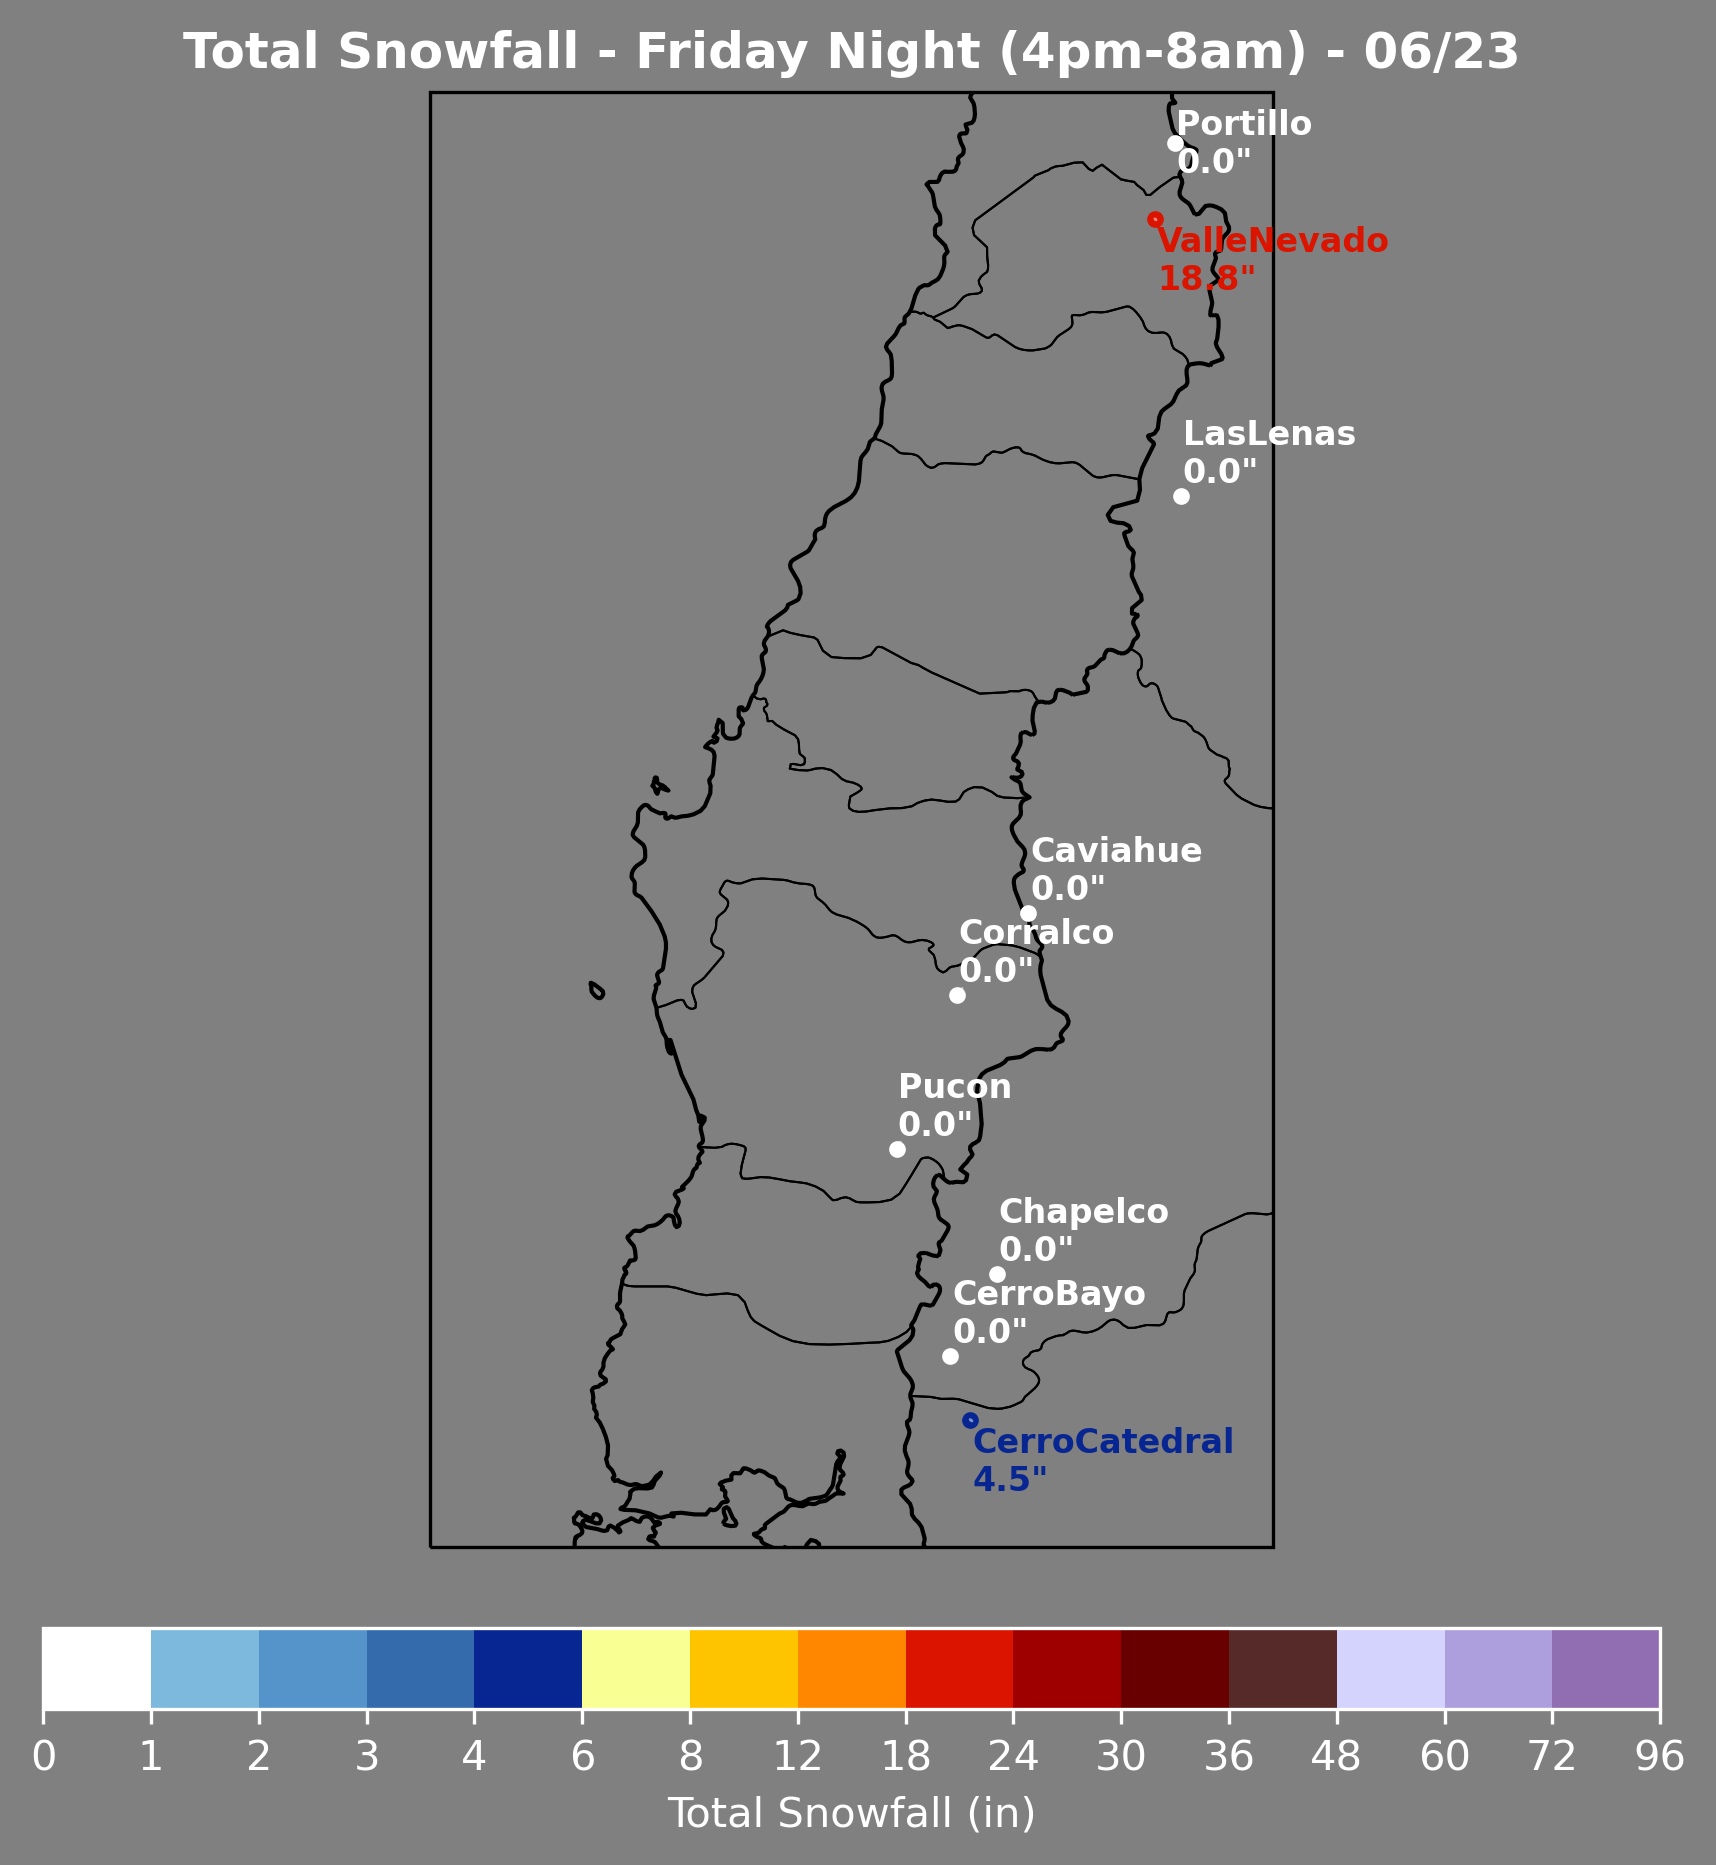 Total Snowfall - Friday Night (4pm-8am) - 06/23
Portillo
0.0"
ValleNevado
18.8"
LasLenas
0.0"
Caviahue
0.0"
Corralco
0.0"
Pucon
0.0"
Chapelco
0.0"
CerroBayo
0.0"
CerroCatedral
4.5"
0 1 2 3 4 6 8 12 18 24 30 36 48 60 72 96
Total Snowfall (in)